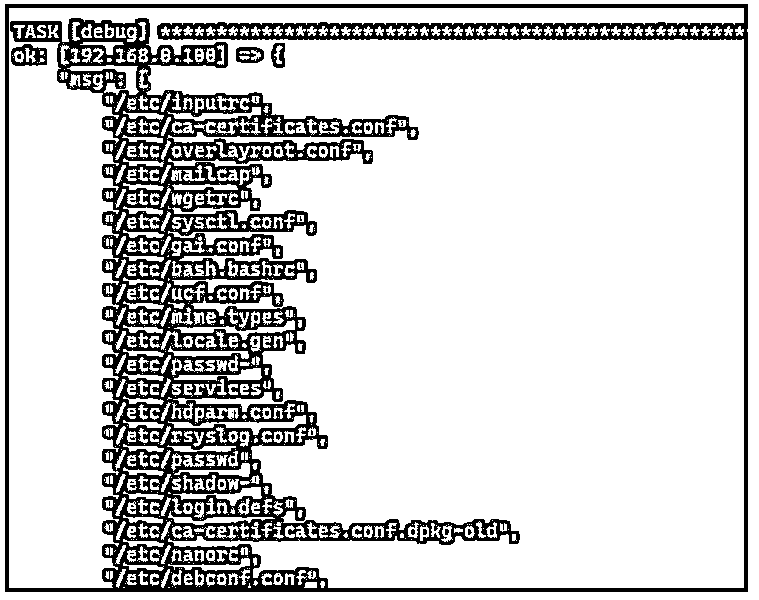 TASK [debug] ****************************************************
ok: [192.168.0.100] => {
"msg": [
"/etc/inputrc",
"/etc/ca-certificates.conf",
"/etc/overlayroot.conf",
"/etc/mailcap",
"/etc/wgetrc",
"/etc/sysctl.conf",
"/etc/gai.conf",
"/etc/bash.bashrc",
"/etc/ucf.conf",
"/etc/mime.types",
"/etc/locale.gen",
"/etc/passwd-",
"/etc/services",
"/etc/hdparm.conf",
"/etc/rsyslog.conf",
"/etc/passwd",
"/etc/shadow-",
"/etc/login.defs",
"/etc/ca-certificates.conf.dpkg-old",
"/etc/nanorc",
"/etc/debconf.conf",